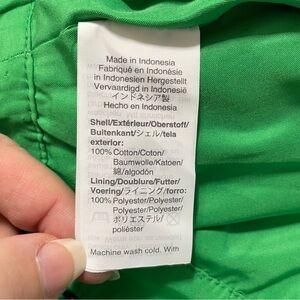 Made in Indonesia
Fabriqué en Indonésie
in Indonesien Hergestellt
Vervaardigd in Indonesië
インドネシア製
Hecho en Indonesia
Shell/Extérieur/Oberstoff/
Buitenkant/シェル/tela
exterior:
100% Cotton/Coton/
Baumwolle/Katoen/
綿/algodón
Lining/Doublure/Futter/
Voering/ライニング/forro:
100% Polyester/Polyester/
Polyester/Polyester/
ポリエステル/
poliéster
Machine wash cold. With